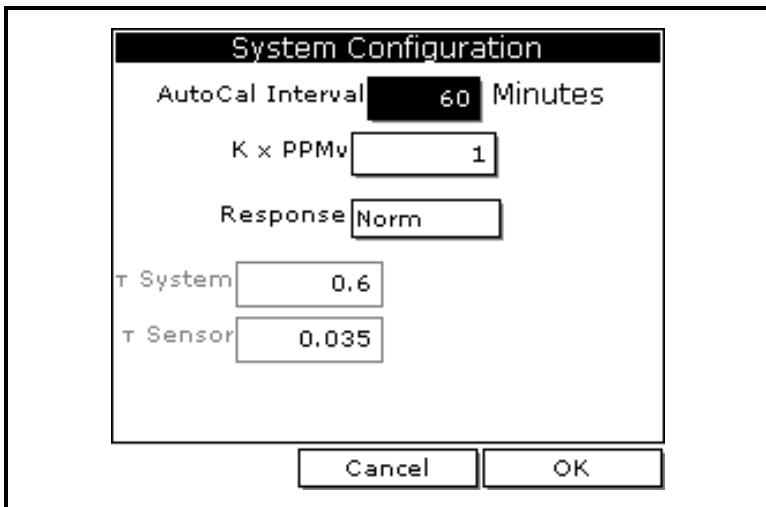 System Configuration
AutoCal Interval 60 Minutes
K x PPMv 1
Response Norm
τ System 0.6
τ Sensor 0.035
Cancel OK